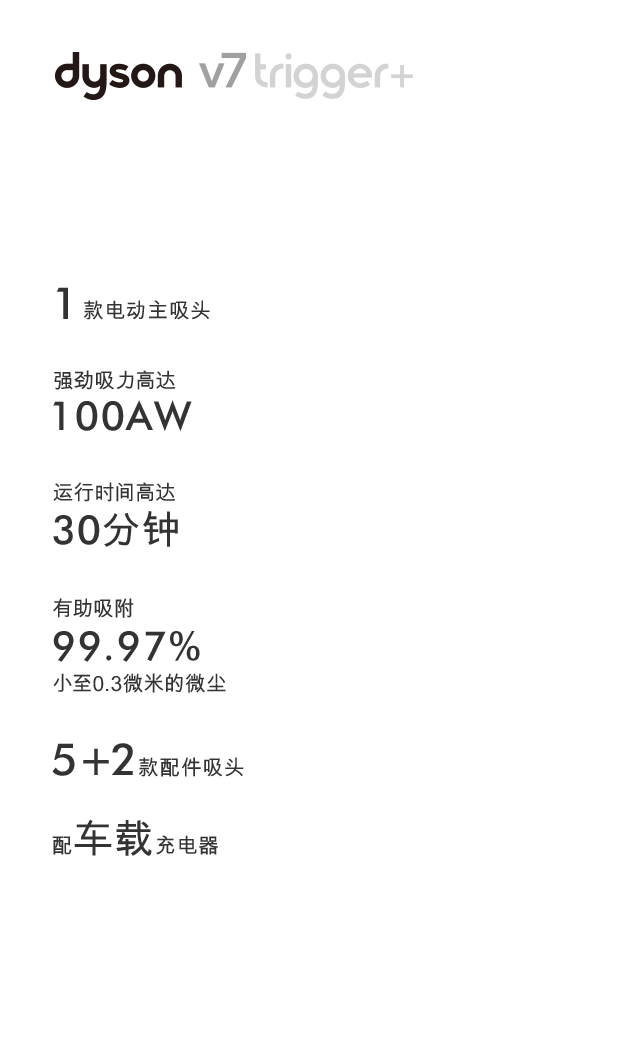 dyson v7 trigger+
1 款电动主吸头
强劲吸力高达
100AW
运行时间高达
30分钟
有助吸附
99.97%
小至0.3微米的微尘
5+2款配件吸头
配车载充电器